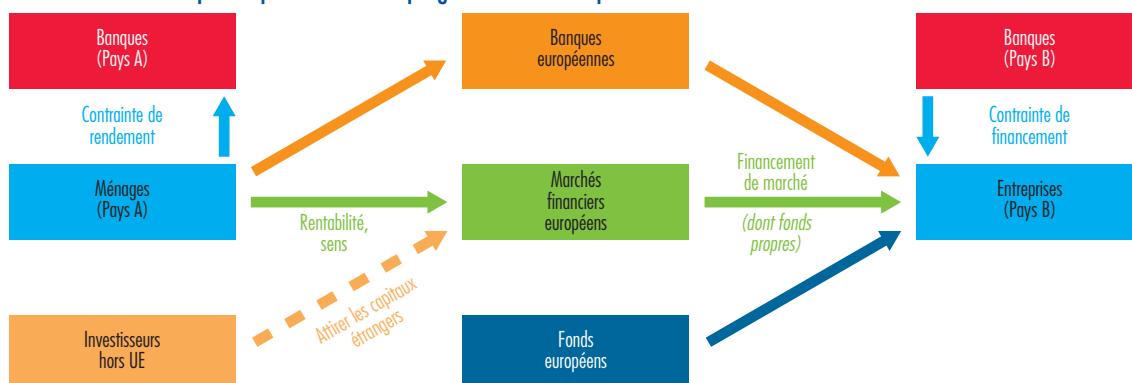 Banques
(Pays A)
Banques
européennes
Banques
(Pays B)
Contrainte de
rendement
Contrainte de
financement
Ménages
(Pays A)
Rentabilité,
sens
Marchés
financiers
européens
Financement
de marché
(dont fonds
propres)
Entreprises
(Pays B)
Attirer les capitaux
étrangers
Investisseurs
hors UE
Fonds
européens